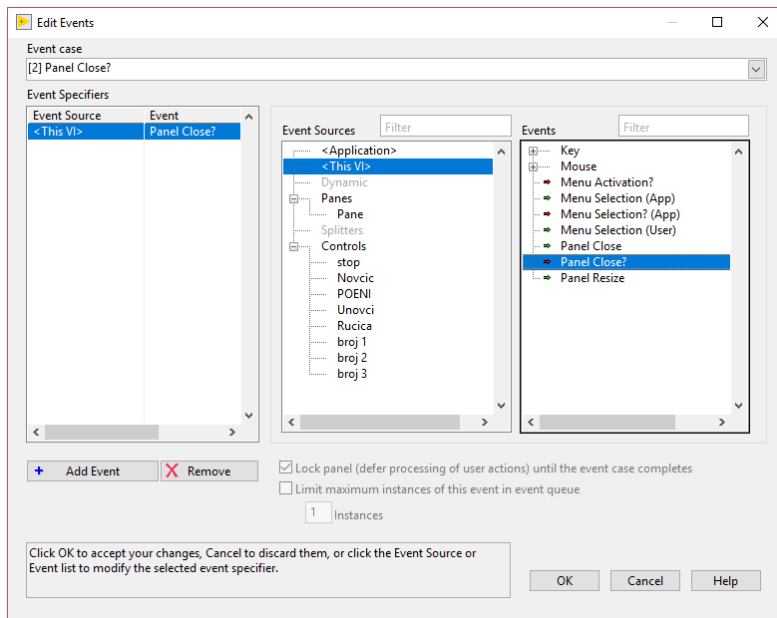 Edit Events
Event case
[2] Panel Close?
Event Specifiers
Event Source Event
<This VI> Panel Close?
Event Sources Filter
<Application>
<This VI>
Dynamic
Panes
Pane
Splitters
Controls
stop
Novcic
POENI
Unovci
Rucica
broj 1
broj 2
broj 3
Events Filter
Key
Mouse
Menu Activation?
Menu Selection (App)
Menu Selection? (App)
Menu Selection (User)
Panel Close
Panel Close?
Panel Resize
Add Event Remove
Lock panel (defer processing of user actions) until the event case completes
Limit maximum instances of this event in event queue
1 Instances
Click OK to accept your changes, Cancel to discard them, or click the Event Source or
Event list to modify the selected event specifier.
OK Cancel Help